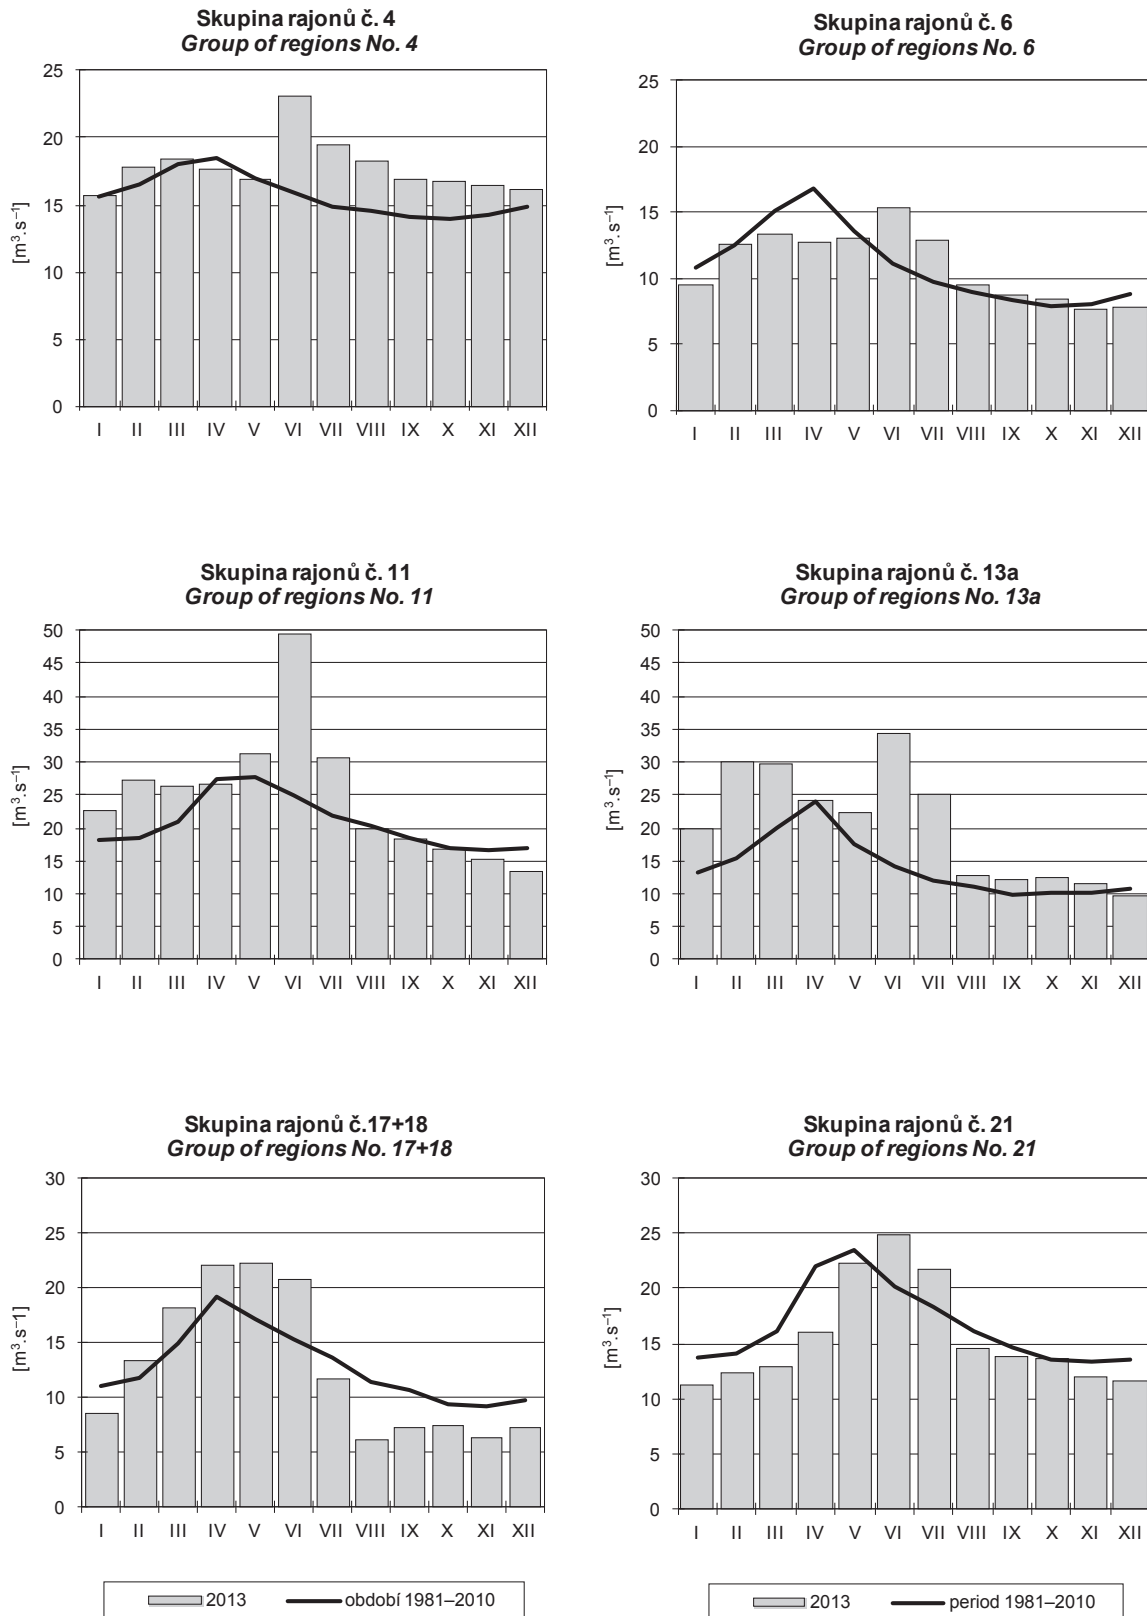 Skupina rajonů č. 4
Group of regions No. 4
[m³.s⁻¹]
25
20
15
10
5
0
I II III IV V VI VII VIII IX X XI XII
Skupina rajonů č. 6
Group of regions No. 6
[m³.s⁻¹]
25
20
15
10
5
0
I II III IV V VI VII VIII IX X XI XII
Skupina rajonů č. 11
Group of regions No. 11
[m³.s⁻¹]
50
45
40
35
30
25
20
15
10
5
0
I II III IV V VI VII VIII IX X XI XII
Skupina rajonů č. 13a
Group of regions No. 13a
[m³.s⁻¹]
50
45
40
35
30
25
20
15
10
5
0
I II III IV V VI VII VIII IX X XI XII
Skupina rajonů č.17+18
Group of regions No. 17+18
[m³.s–1]
30
25
20
15
10
5
0
I II III IV V VI VII VIII IX X XI XII
Skupina rajonů č. 21
Group of regions No. 21
[m³.s⁻¹]
30
25
20
15
10
5
0
I II III IV V VI VII VIII IX X XI XII
2013 období 1981–2010
2013 period 1981–2010